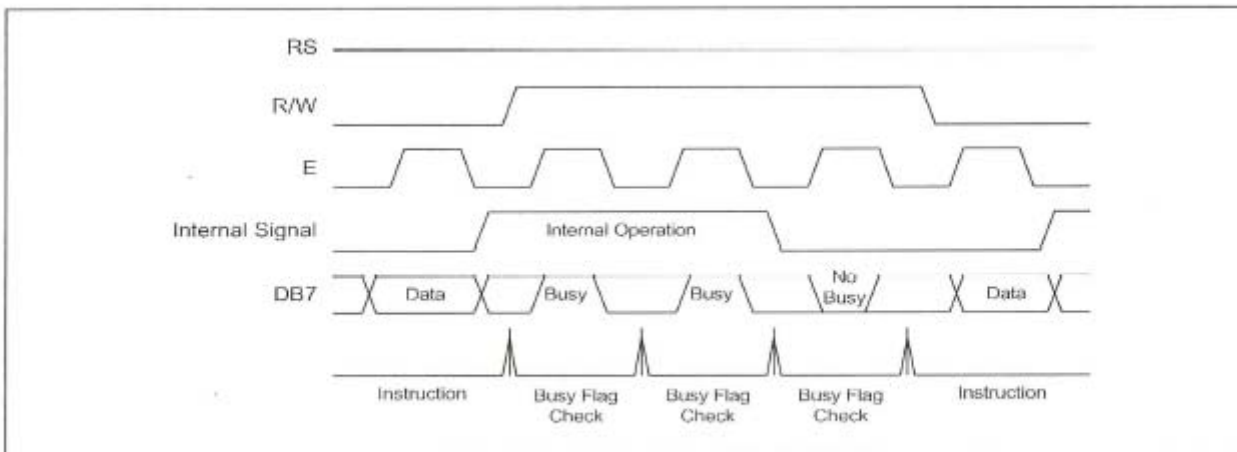 RS
R/W
E
Internal Signal
Internal Operation
DB7
Data
Busy
Busy
No
Busy
Data
Instruction
Busy Flag
Check
Busy Flag
Check
Busy Flag
Check
Instruction